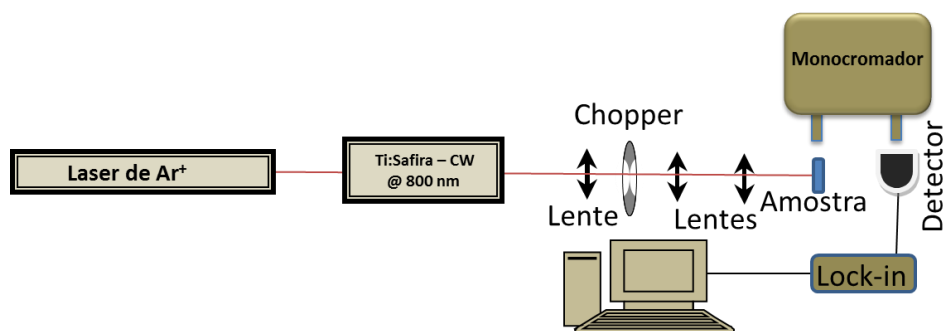 Laser de Ar⁺
Ti:Safira – CW
@ 800 nm
Lente
Chopper
Lentes
Amostra
Monocromador
Detector
Lock-in